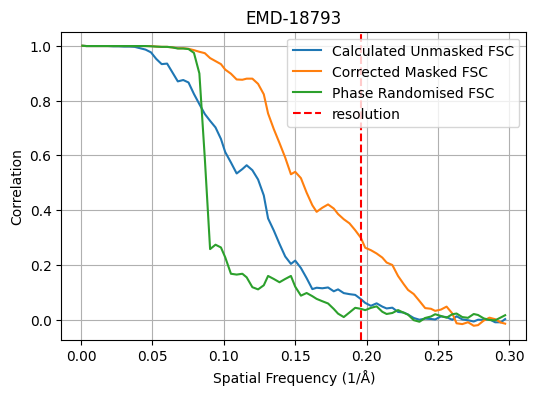 EMD-18793
Calculated Unmasked FSC
Corrected Masked FSC
Phase Randomised FSC
resolution
Correlation
1.0
0.8
0.6
0.4
0.2
0.0
0.00 0.05 0.10 0.15 0.20 0.25 0.30
Spatial Frequency (1/Å)